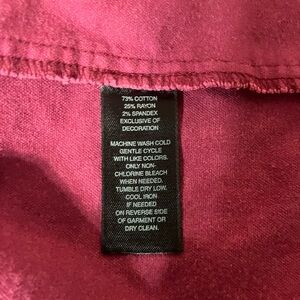 73% COTTON
25% RAYON
2% SPANDEX
EXCLUSIVE OF
DECORATION
MACHINE WASH COLD
GENTLE CYCLE
WITH LIKE COLORS.
ONLY NON-
CHLORINE BLEACH
WHEN NEEDED.
TUMBLE DRY LOW.
COOL IRON
IF NEEDED
ON REVERSE SIDE
OF GARMENT OR
DRY CLEAN.